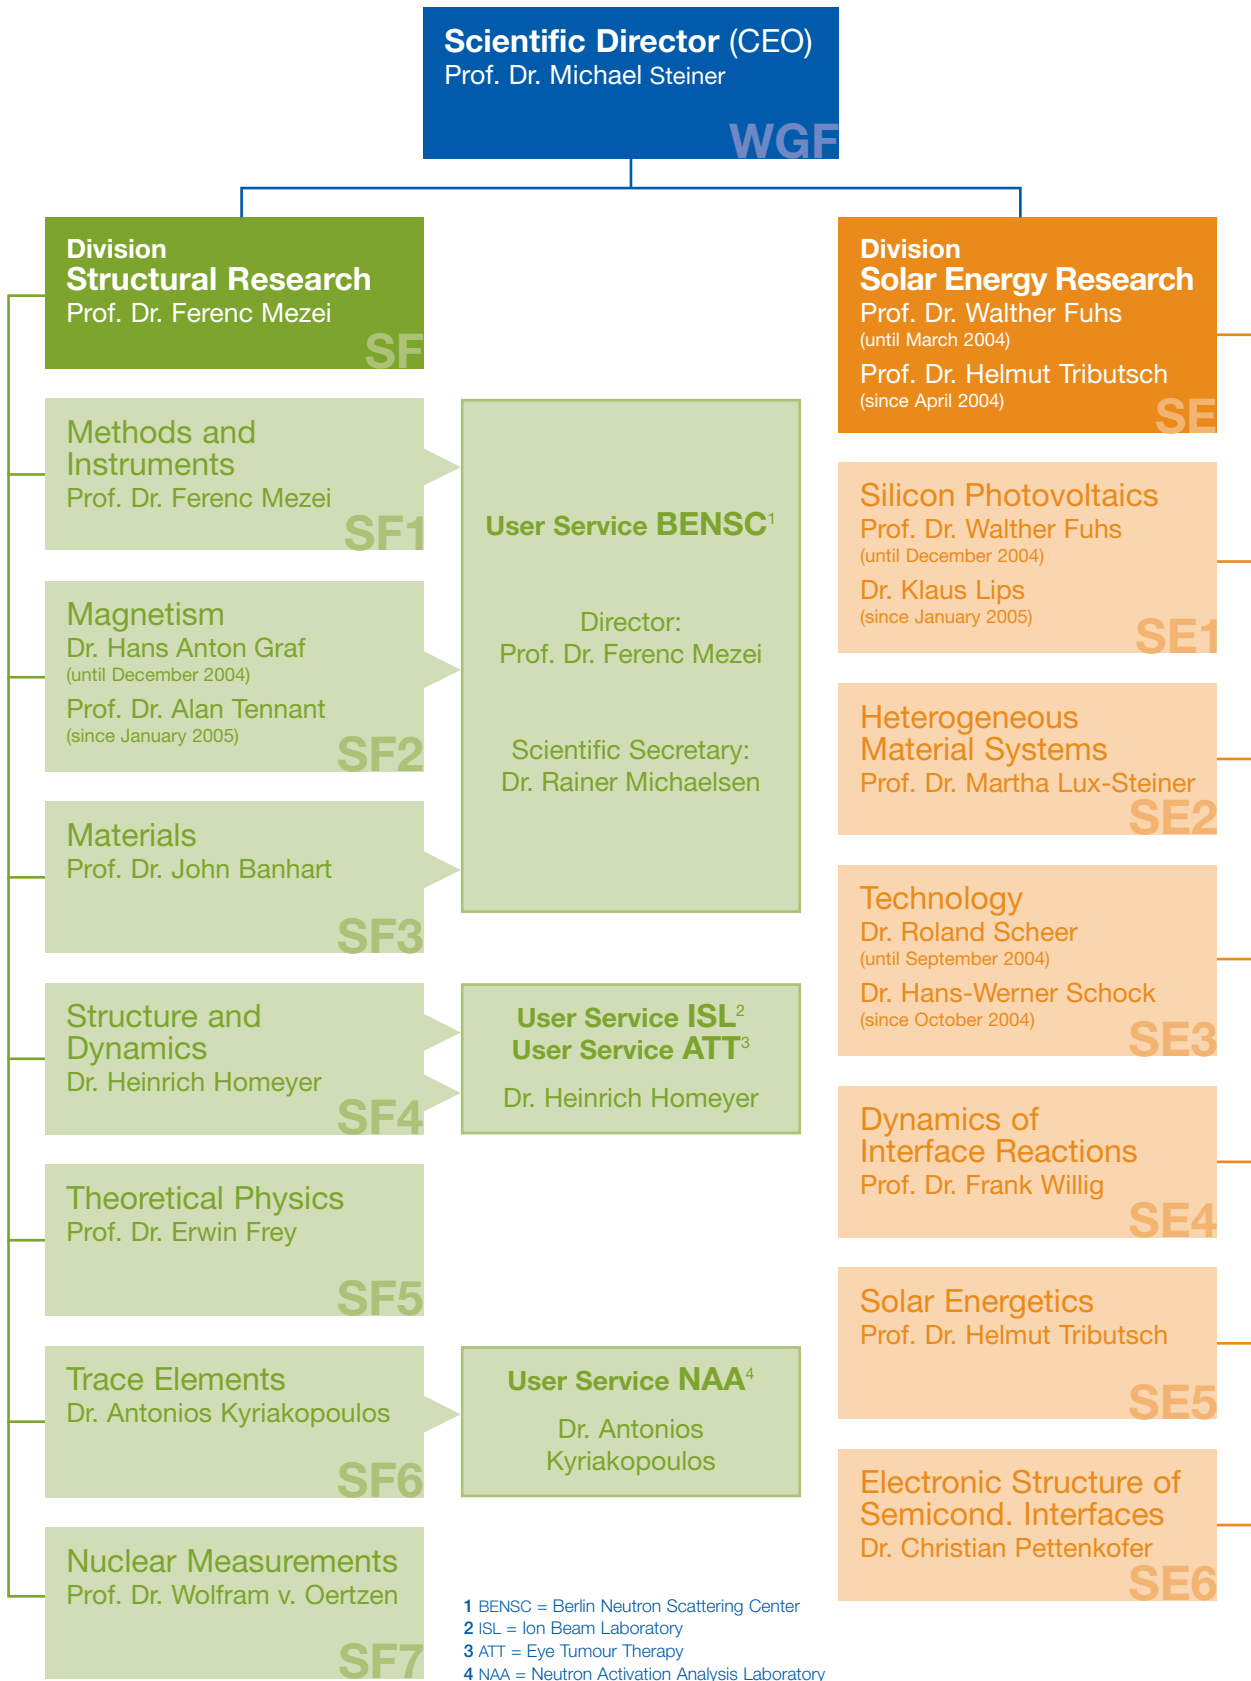 Scientific Director (CEO)
Prof. Dr. Michael Steiner
WGF
Division
Structural Research
Prof. Dr. Ferenc Mezei
SF
Methods and
Instruments
Prof. Dr. Ferenc Mezei
SF1
Magnetism
Dr. Hans Anton Graf
(until December 2004)
Prof. Dr. Alan Tennant
(since January 2005)
SF2
Materials
Prof. Dr. John Banhart
SF3
Structure and
Dynamics
Dr. Heinrich Homeyer
SF4
Theoretical Physics
Prof. Dr. Erwin Frey
SF5
Trace Elements
Dr. Antonios Kyriakopoulos
SF6
Nuclear Measurements
Prof. Dr. Wolfram v. Oertzen
SF7
User Service BENSC1
Director:
Prof. Dr. Ferenc Mezei
Scientific Secretary:
Dr. Rainer Michaelsen
User Service ISL2
User Service ATT3
Dr. Heinrich Homeyer
User Service NAA4
Dr. Antonios
Kyriakopoulos
1 BENSC = Berlin Neutron Scattering Center
2 ISL = Ion Beam Laboratory
3 ATT = Eye Tumour Therapy
4 NAA = Neutron Activation Analysis Laboratory
Division
Solar Energy Research
Prof. Dr. Walther Fuhs
(until March 2004)
Prof. Dr. Helmut Tributsch
(since April 2004)
SE
Silicon Photovoltaics
Prof. Dr. Walther Fuhs
(until December 2004)
Dr. Klaus Lips
(since January 2005)
SE1
Heterogeneous
Material Systems
Prof. Dr. Martha Lux-Steiner
SE2
Technology
Dr. Roland Scheer
(until September 2004)
Dr. Hans-Werner Schock
(since October 2004)
SE3
Dynamics of
Interface Reactions
Prof. Dr. Frank Willig
SE4
Solar Energetics
Prof. Dr. Helmut Tributsch
SE5
Electronic Structure of
Semicond. Interfaces
Dr. Christian Pettenkofer
SE6